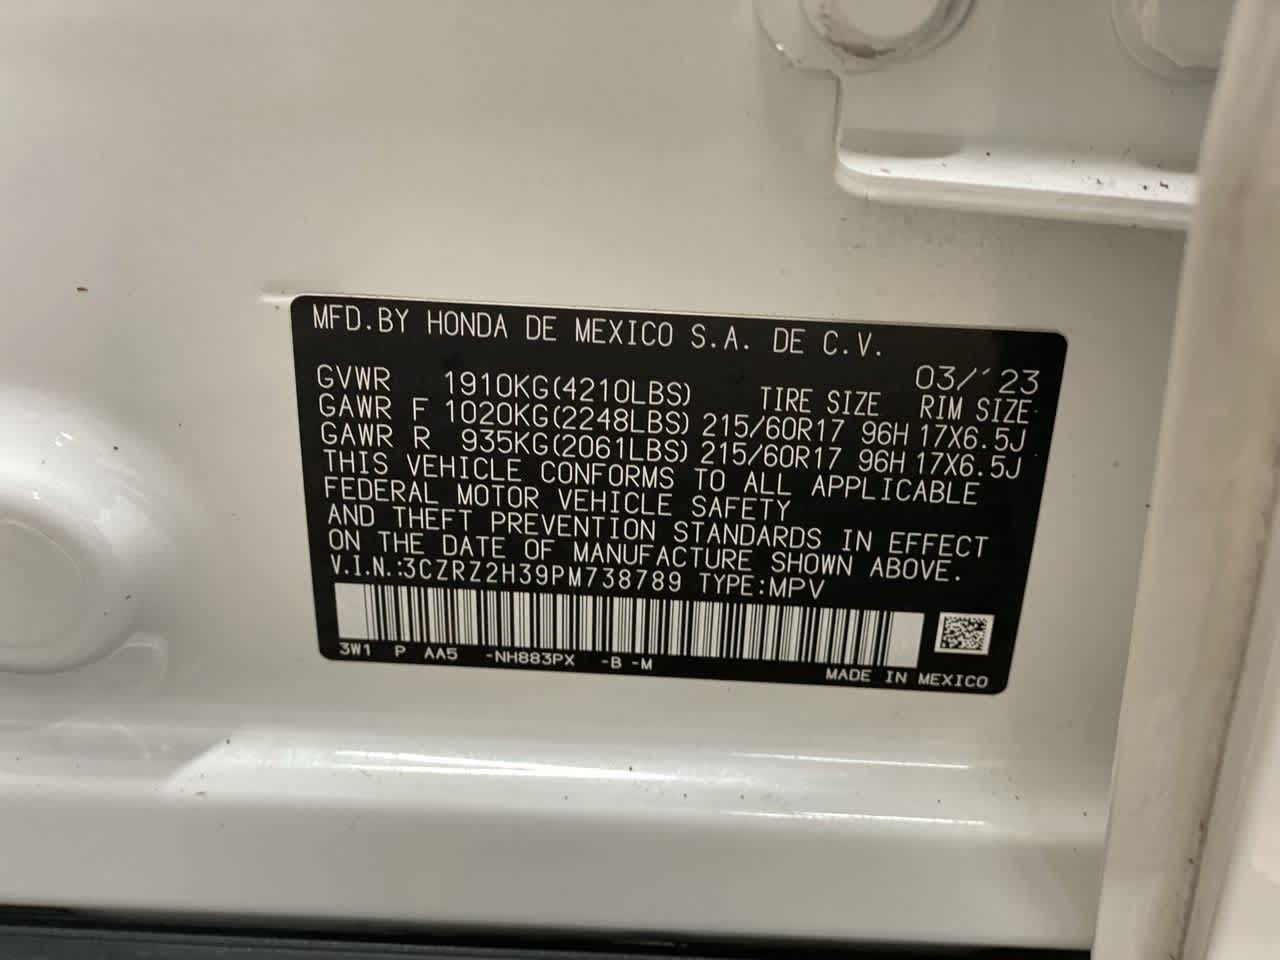 MFD.BY HONDA DE MEXICO S.A. DE C.V.
03/'23
GVWR 1910KG(4210LBS) TIRE SIZE RIM SIZE
GAWR F 1020KG(2248LBS) 215/60R17 96H 17X6.5J
GAWR R 935KG(2061LBS) 215/60R17 96H 17X6.5J
THIS VEHICLE CONFORMS TO ALL APPLICABLE
FEDERAL MOTOR VEHICLE SAFETY
AND THEFT PREVENTION STANDARDS IN EFFECT
ON THE DATE OF MANUFACTURE SHOWN ABOVE.
V.I.N.:3CZRZ2H39PM738789 TYPE:MPV
3W1 P AA5 -NH883PX -B -M
MADE IN MEXICO